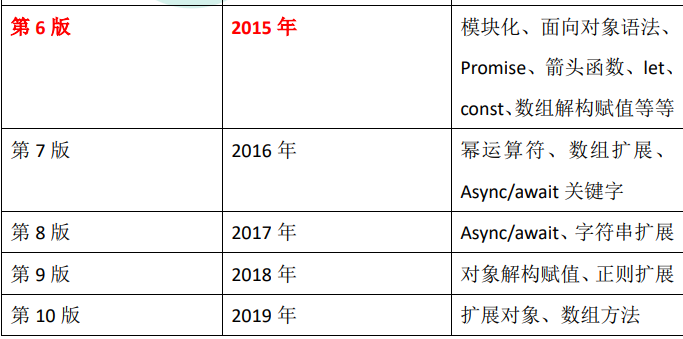 第 6 版 2015 年 模块化、面向对象语法、
Promise、箭头函数、let、
const、数组解构赋值等等
第 7 版 2016 年 幂运算符、数组扩展、
Async/await 关键字
第 8 版 2017 年 Async/await、字符串扩展
第 9 版 2018 年 对象解构赋值、正则扩展
第 10 版 2019 年 扩展对象、数组方法